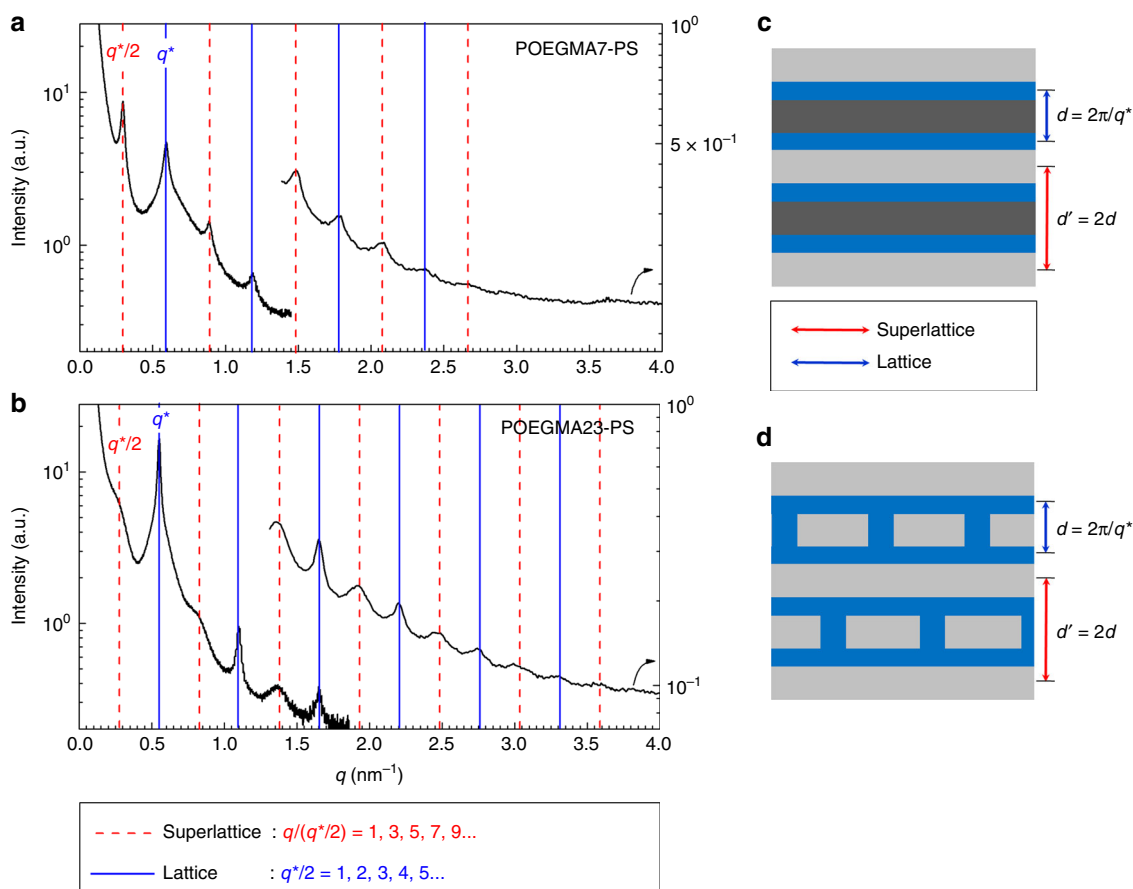 a
q*/2
q*
POEGMA7-PS
10⁰
5 × 10⁻¹
10¹
10⁰
Intensity (a.u.)
0.0 0.5 1.0 1.5 2.0 2.5 3.0 3.5 4.0
b
q*/2
q*
POEGMA23-PS
10⁰
10⁻¹
10¹
10⁰
Intensity (a.u.)
0.0 0.5 1.0 1.5 2.0 2.5 3.0 3.5 4.0
q (nm⁻¹)
Superlattice : q/(q*/2) = 1, 3, 5, 7, 9...
Lattice : q*/2 = 1, 2, 3, 4, 5...
c
d = 2π/q*
d′ = 2d
Superlattice
Lattice
d
d = 2π/q*
d′ = 2d